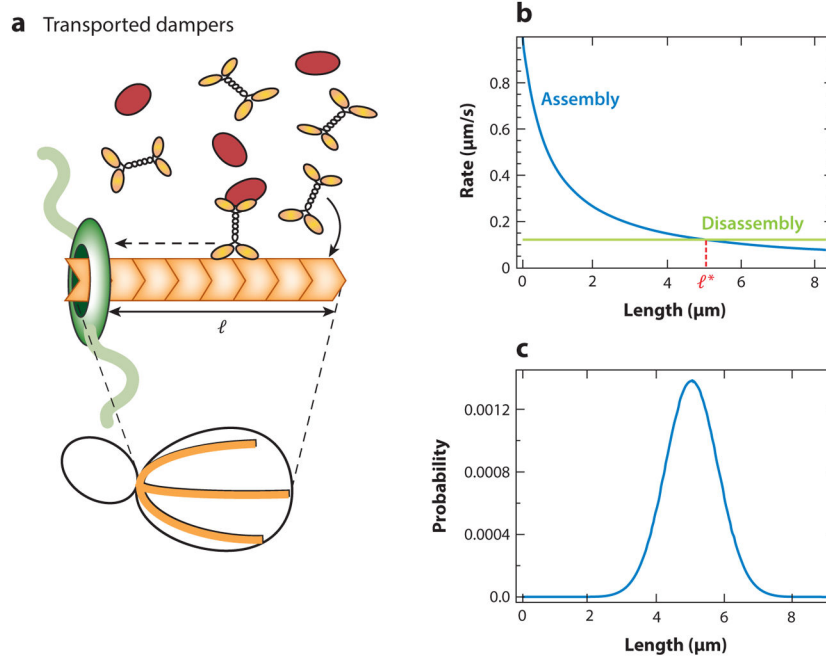 a Transported dampers
ℓ
b
Rate (μm/s)
1
0.8
0.6
0.4
0.2
0
Assembly
Disassembly
0 2 4 6 8
ℓ*
Length (μm)
c
Probability
0.0012
0.0008
0.0004
0.0
0 2 4 6 8
Length (μm)